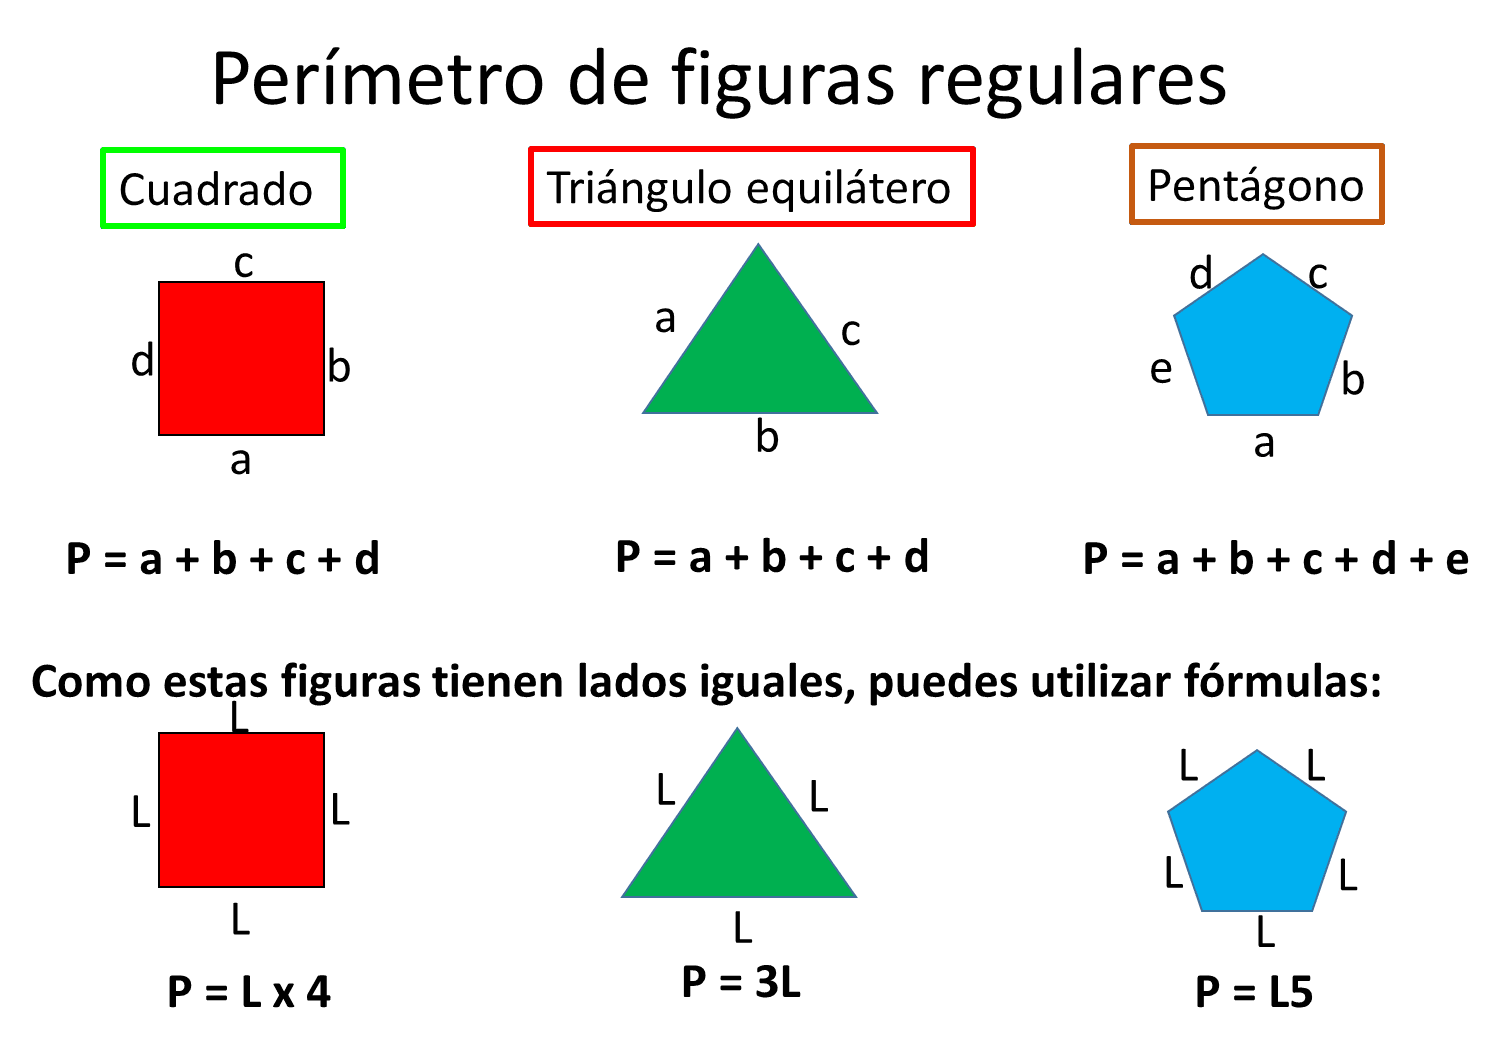 Perímetro de figuras regulares
Cuadrado
Triángulo equilátero
Pentágono
c
d
b
a
a
c
b
d
c
e
b
a
P = a + b + c + d
P = a + b + c + d
P = a + b + c + d + e
Como estas figuras tienen lados iguales, puedes utilizar fórmulas:
L
L
L
L
L
L
L
L
L
L
L
L
P = L x 4
P = 3L
P = L5